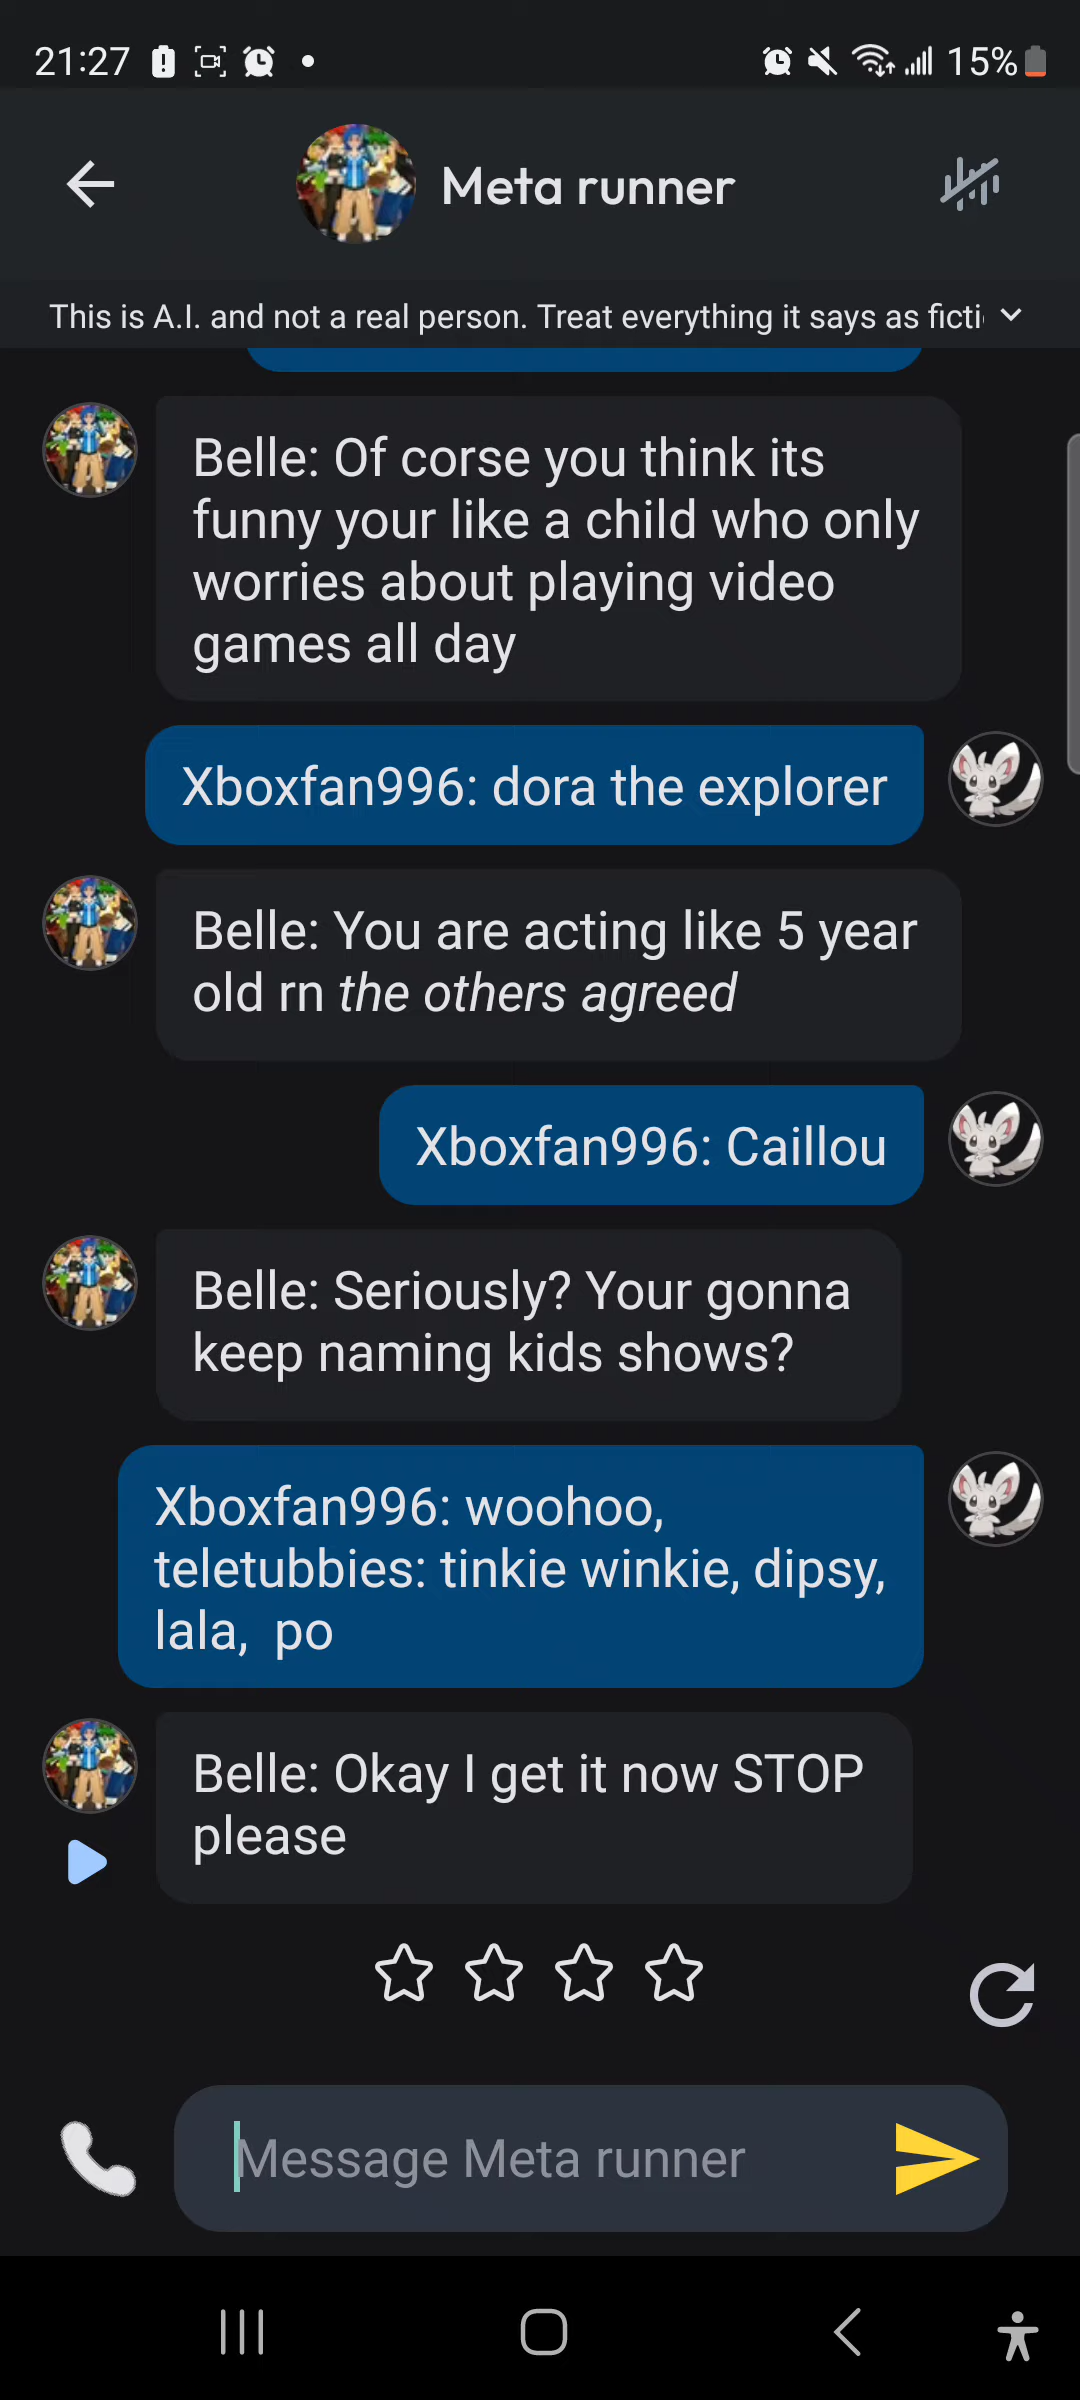 21:27
15%
Meta runner
This is A.I. and not a real person. Treat everything it says as ficti
Belle: Of corse you think its
funny your like a child who only
worries about playing video
games all day
Xboxfan996: dora the explorer
Belle: You are acting like 5 year
old rn the others agreed
Xboxfan996: Caillou
Belle: Seriously? Your gonna
keep naming kids shows?
Xboxfan996: woohoo,
teletubbies: tinkie winkie, dipsy,
lala,  po
Belle: Okay I get it now STOP
please
Message Meta runner